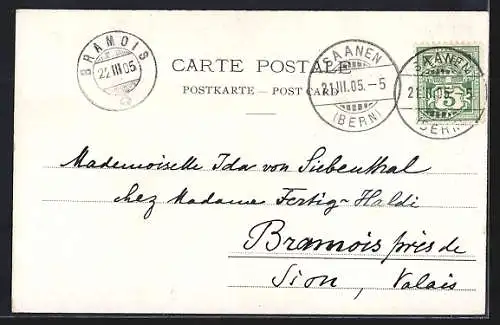 BRAMOIS
22 III 05
CARTE POSTALE
POSTKARTE — POST CARD
SAANEN
21.III.05.-5
(BERN)
SAANEN
21.III.05.-5
(BERN)
5
Mademoiselle Ida von Siebenthal
chez Madame Fertig-Haldi
Bramois près de
Sion, Valais